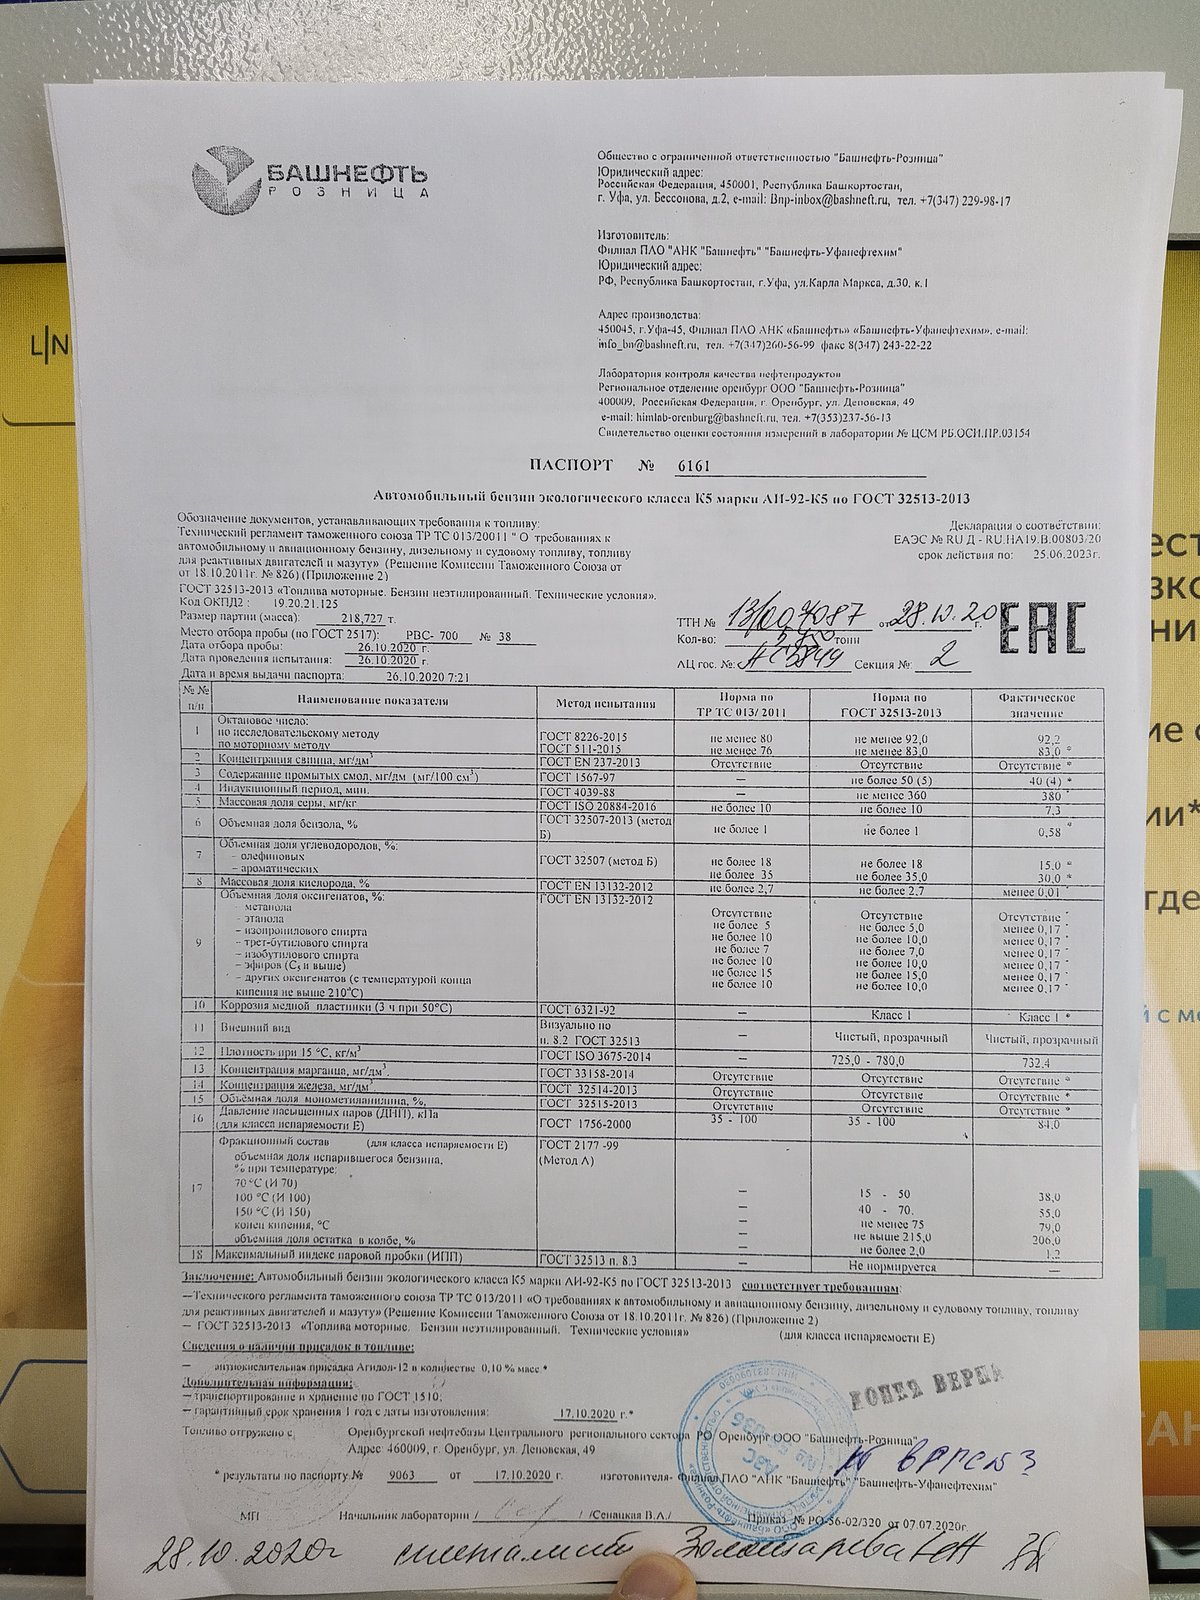 БАШНЕФТЬ
РОЗНИЦА
Общество с ограниченной ответственностью "Башнефть-Розница"
Юридический адрес:
Российская Федерация, 450001, Республика Башкортостан,
г. Уфа, ул. Бессонова, д.2, e-mail: Bnp-inbox@bashneft.ru, тел. +7(347) 229-98-17
Изготовитель:
Филиал ПАО "АНК "Башнефть" "Башнефть-Уфанефтехим"
Юридический адрес:
РФ, Республика Башкортостан, г.Уфа, ул.Карла Маркса, д.30, к.1
Адрес производства:
450045, г.Уфа-45, Филиал ПАО АНК «Башнефть» «Башнефть-Уфанефтехим», e-mail:
info_bn@bashneft.ru, тел. +7(347)260-56-99 факс 8(347) 243-22-22
Лаборатория контроля качества нефтепродуктов
Региональное отделение оренбург ООО "Башнефть-Розница"
400009, Российская Федерация, г. Оренбург, ул. Деповская, 49
e-mail: himlab-orenburg@bashneft.ru, тел. +7(353)237-56-13
Свидетельство оценки состояния измерений в лаборатории № ЦСМ РБ.ОСИ.ПР.03154
ПАСПОРТ № 6161
Автомобильный бензин экологического класса К5 марки АИ-92-К5 по ГОСТ 32513-2013
Обозначение документов, устанавливающих требования к топливу:
Технический регламент таможенного союза ТР ТС 013/20011 " О требованиях к
автомобильному и авиационному бензину, дизельному и судовому топливу, топливу
для реактивных двигателей и мазуту» (Решение Комиссии Таможенного Союза от
от 18.10.2011г. № 826) (Приложение 2)
ГОСТ 32513-2013 «Топлива моторные. Бензин неэтилированный. Технические условия».
Декларация о соответствии:
ЕАЭС № RU Д - RU.НА19.В.00803/20
срок действия по: 25.06.2023г.
Код ОКПД2 : 19.20.21.125
Размер партии (масса): 218,727 т.
Место отбора пробы (по ГОСТ 2517): РВС- 700 № 38
Дата отбора пробы: 26.10.2020 г.
Дата проведения испытания: 26.10.2020 г.
Дата и время выдачи паспорта: 26.10.2020 7:21
ТТН № от 28.10.20 г.
Кол-во: тонн
АЦ гос. №: Секция №: 2
EAC
№ № п/п Наименование показателя Метод испытания Норма по ТР ТС 013/ 2011 Норма по ГОСТ 32513-2013 Фактическое значение
1 Октановое число:
по исследовательскому методу ГОСТ 8226-2015 не менее 80 не менее 92,0 92,2
по моторному методу ГОСТ 511-2015 не менее 76 не менее 83,0 83,0 *
2 Концентрация свинца, мг/дм³ ГОСТ EN 237-2013 Отсутствие Отсутствие Отсутствие *
3 Содержание промытых смол, мг/дм (мг/100 см³) ГОСТ 1567-97 — не более 50 (5) 40 (4) *
4 Индукционный период, мин. ГОСТ 4039-88 — не менее 360 380 *
5 Массовая доля серы, мг/кг ГОСТ ISO 20884-2016 не более 10 не более 10 7,3
6 Объемная доля бензола, % ГОСТ 32507-2013 (метод Б) не более 1 не более 1 0,58 *
7 Объемная доля углеводородов, %: ГОСТ 32507 (метод Б)
– олефиновых не более 18 не более 18 15,0 *
– ароматических не более 35 не более 35,0 30,0 *
8 Массовая доля кислорода, % ГОСТ EN 13132-2012 не более 2,7 не более 2,7 менее 0,01 *
9 Объемная доля оксигенатов, %: ГОСТ EN 13132-2012
– метанола Отсутствие Отсутствие Отсутствие *
– этанола не более 5 не более 5,0 менее 0,17 *
– изопропилового спирта не более 10 не более 10,0 менее 0,17 *
– трет-бутилового спирта не более 7 не более 7,0 менее 0,17 *
– изобутилового спирта не более 10 не более 10,0 менее 0,17 *
– эфиров (С₅ и выше) не более 15 не более 15,0 менее 0,17 *
– других оксигенатов (с температурой конца не более 10 не более 10,0 менее 0,17 *
кипения не выше 210°С)
10 Коррозия медной пластинки (3 ч при 50°С) ГОСТ 6321-92 — Класс 1 Класс 1 *
11 Внешний вид Визуально по п. 8.2 ГОСТ 32513 — Чистый, прозрачный Чистый, прозрачный
12 Плотность при 15 °С, кг/м³ ГОСТ ISO 3675-2014 — 725,0 - 780,0 732,4
13 Концентрация марганца, мг/дм³. ГОСТ 33158-2014 Отсутствие Отсутствие Отсутствие *
14 Концентрация железа, мг/дм³ ГОСТ 32514-2013 Отсутствие Отсутствие Отсутствие *
15 Объёмная доля монометиланилина, %, ГОСТ 32515-2013 Отсутствие Отсутствие Отсутствие *
16 Давление насыщенных паров (ДНП), кПа
(для класса испаряемости Е) ГОСТ 1756-2000 35 - 100 35 - 100 84,0
17 Фракционный состав (для класса испаряемости Е) ГОСТ 2177 -99
объемная доля испарившегося бензина, (Метод А)
% при температуре:
70 °С (И 70) — 15 - 50 38,0
100 °С (И 100) — 40 - 70. 55,0
150 °С (И 150) — не менее 75 79,0
конец кипения, °С — не выше 215,0 206,0
объемная доля остатка в колбе, % — не более 2,0 1,2
18 Максимальный индекс паровой пробки (ИПП) ГОСТ 32513 п. 8.3 — Не нормируется —
Заключение: Автомобильный бензин экологического класса К5 марки АИ-92-К5 по ГОСТ 32513-2013 соответствует требованиям:
—Технического регламента таможенного союза ТР ТС 013/2011 «О требованиях к автомобильному и авиационному бензину, дизельному и судовому топливу, топливу
для реактивных двигателей и мазуту» (Решение Комиссии Таможенного Союза от 18.10.2011г. № 826) (Приложение 2)
— ГОСТ 32513-2013 «Топлива моторные. Бензин неэтилированный. Технические условия» (для класса испаряемости Е)
Сведения о наличии присадок в топливе:
— антиокислительная присадка Агидол-12 в количестве 0,10 % масс.*
Дополнительная информация:
— транспортирование и хранение по ГОСТ 1510;
— гарантийный срок хранения 1 год с даты изготовления: 17.10.2020 г.*
КОПИЯ ВЕРНА
Топливо отгружено с Оренбургской нефтебазы Центрального регионального сектора РО Оренбург ООО "Башнефть-Розница"
Адрес: 460009, г. Оренбург, ул. Деповская, 49
* результаты по паспорту № 9063 от 17.10.2020 г. изготовителя- Филиал ПАО "АНК "Башнефть" "Башнефть-Уфанефтехим"
МП Начальник лаборатории / / /Сенацкая В.А./ Приказ № РО-56-02/320 от 07.07.2020г.
АЗС
28.10.2020г